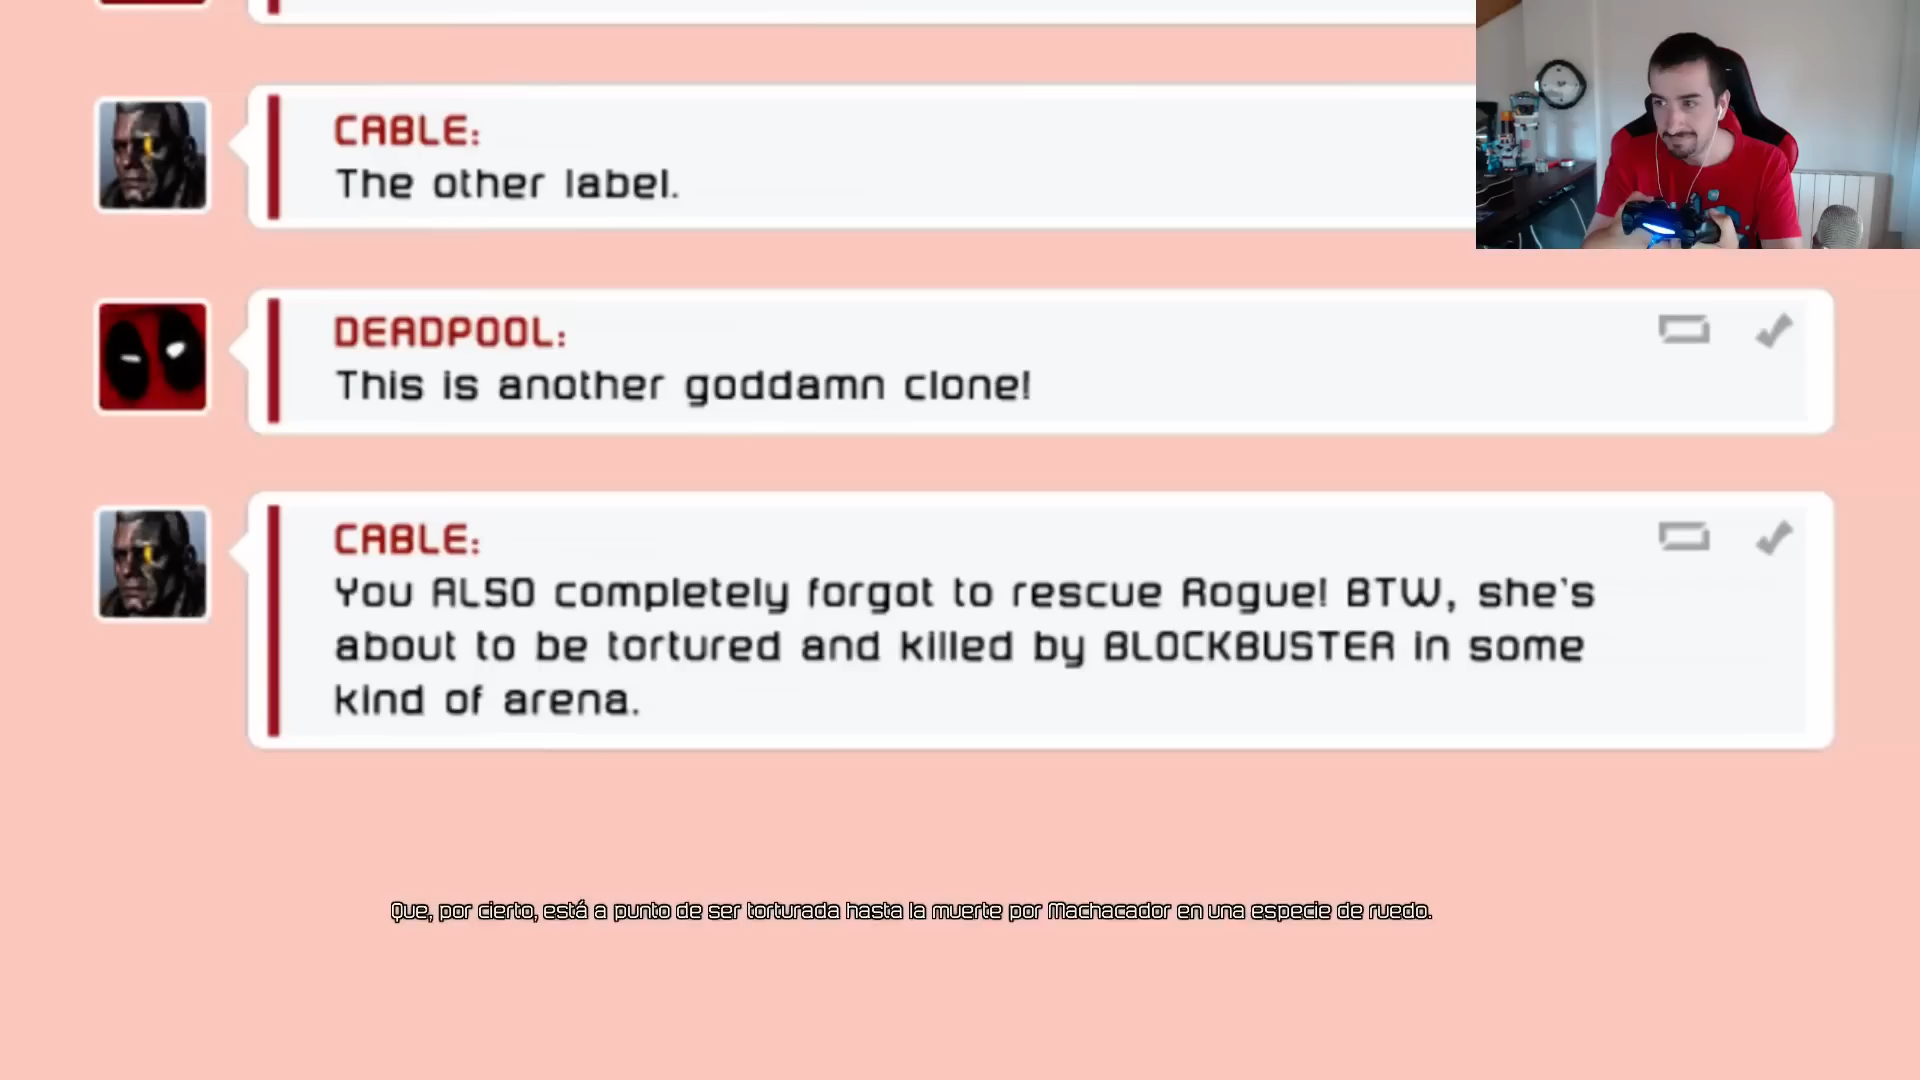 CABLE:
The other label.
DEADPOOL:
This is another goddamn clone!
CABLE:
You ALSO completely forgot to rescue Rogue! BTW, she's
about to be tortured and killed by BLOCKBUSTER in some
kind of arena.
Que, por cierto, está a punto de ser torturada hasta la muerte por Machacador en una especie de ruedo.